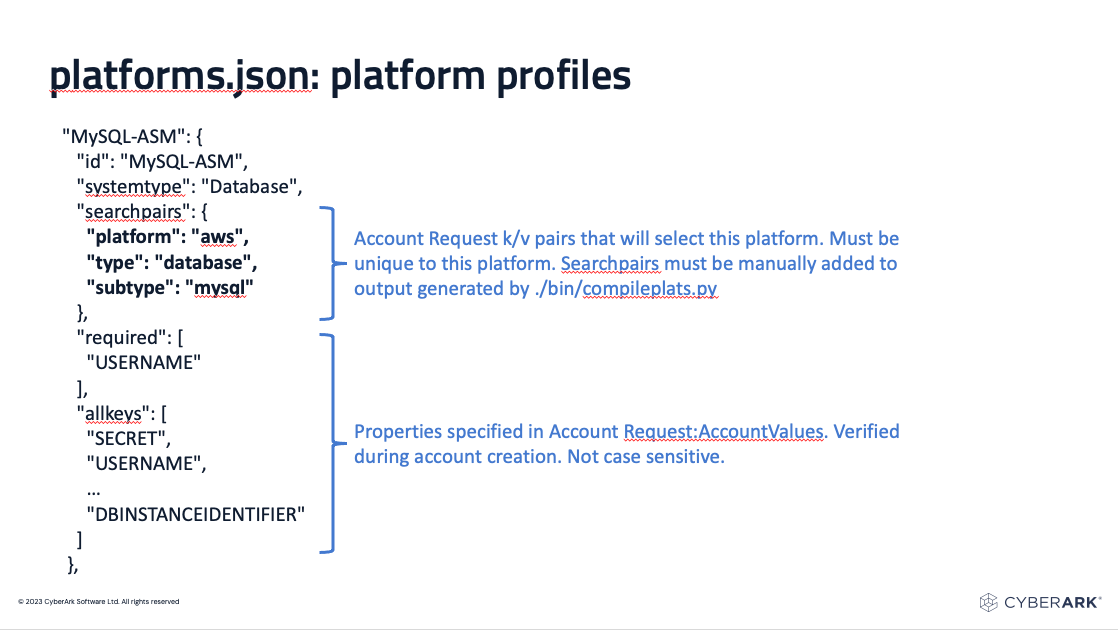 platforms.json: platform profiles
"MySQL-ASM": {
"id": "MySQL-ASM",
"systemtype": "Database",
"searchpairs": {
"platform": "aws",
"type": "database",
"subtype": "mysql"
},
"required": [
"USERNAME"
],
"allkeys": [
"SECRET",
"USERNAME",
...
"DBINSTANCEIDENTIFIER"
]
},
Account Request k/v pairs that will select this platform. Must be
unique to this platform. Searchpairs must be manually added to
output generated by ./bin/compileplats.py
Properties specified in Account Request:AccountValues. Verified
during account creation. Not case sensitive.
© 2023 CyberArk Software Ltd. All rights reserved
CYBERARK®